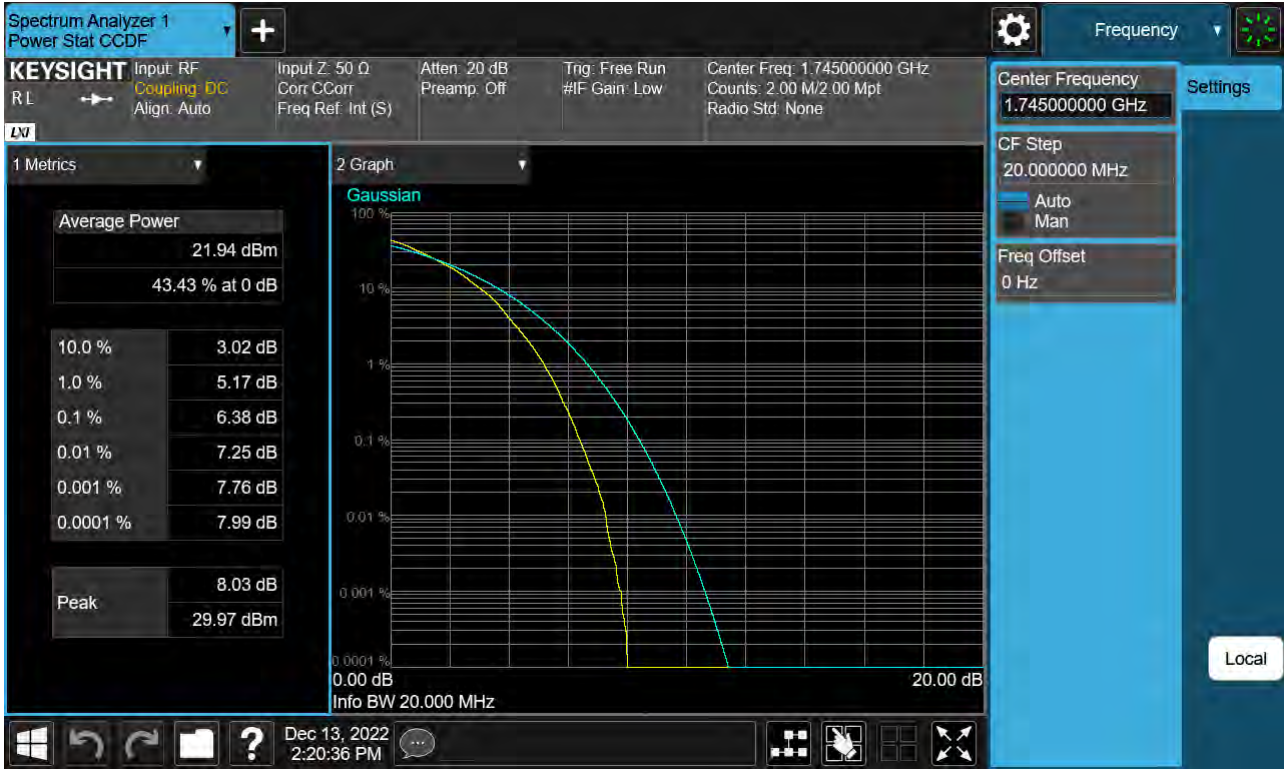 Spectrum Analyzer 1
Power Stat CCDF
+
Frequency
KEYSIGHT
R L
LXI
Input: RF
Coupling: DC
Align: Auto
Input Z: 50 Ω
Corr CCorr
Freq Ref: Int (S)
Atten: 20 dB
Preamp: Off
Trig: Free Run
#IF Gain: Low
Center Freq: 1.745000000 GHz
Counts: 2.00 M/2.00 Mpt
Radio Std: None
Center Frequency
1.745000000 GHz
Settings
CF Step
20.000000 MHz
Auto
Man
Freq Offset
0 Hz
1 Metrics
Average Power
21.94 dBm
43.43 % at 0 dB
10.0 % 3.02 dB
1.0 % 5.17 dB
0.1 % 6.38 dB
0.01 % 7.25 dB
0.001 % 7.76 dB
0.0001 % 7.99 dB
Peak
8.03 dB
29.97 dBm
2 Graph
Gaussian
100 %
10 %
1 %
0.1 %
0.01 %
0.001 %
0.0001 %
0.00 dB 20.00 dB
Info BW 20.000 MHz
Local
?
Dec 13, 2022
2:20:36 PM